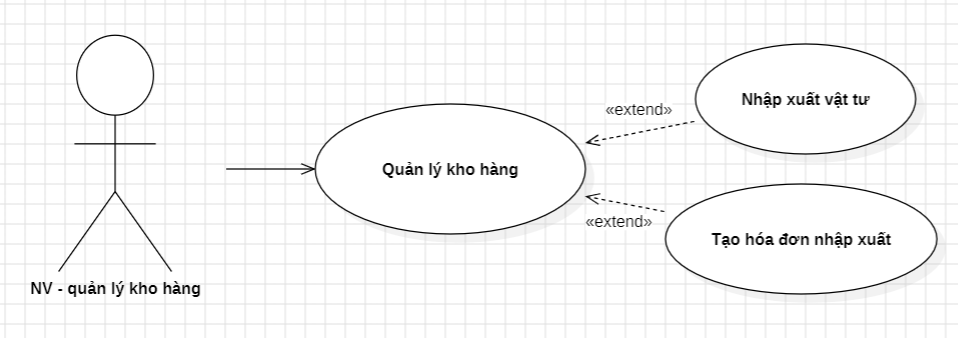 NV - quản lý kho hàng
Quản lý kho hàng
«extend»
Nhập xuất vật tư
«extend»
Tạo hóa đơn nhập xuất